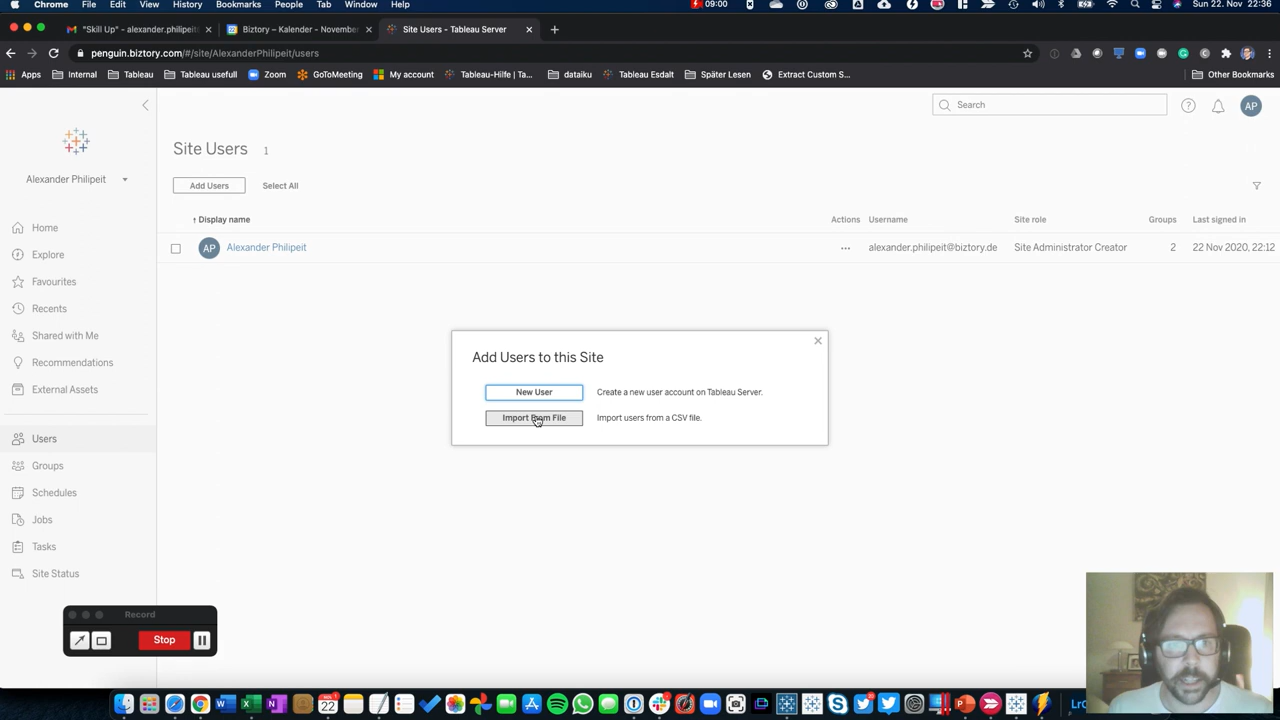 Chrome File Edit View History Bookmarks People Tab Window Help 09:00 Sun 22. Nov 22:36
"Skill Up" - alexander.philipeit× Biztory – Kalender - Novembe× Site Users - Tableau Server × +
penguin.biztory.com/#/site/AlexanderPhilipeit/users
Apps Internal Tableau Tableau usefull Zoom GoToMeeting My account Tableau-Hilfe | Ta... dataiku Tableau Esdalt Später Lesen Extract Custom S... Other Bookmarks
Search
? AP
Alexander Philipeit
Site Users 1
Add Users Select All
↑ Display name Actions Username Site role Groups Last signed in
AP Alexander Philipeit ... alexander.philipeit@biztory.de Site Administrator Creator 2 22 Nov 2020, 22:12
Home
Explore
Favourites
Recents
Shared with Me
Recommendations
External Assets
Users
Groups
Schedules
Jobs
Tasks
Site Status
Add Users to this Site ×
New User Create a new user account on Tableau Server.
Import from File Import users from a CSV file.
Record
Stop